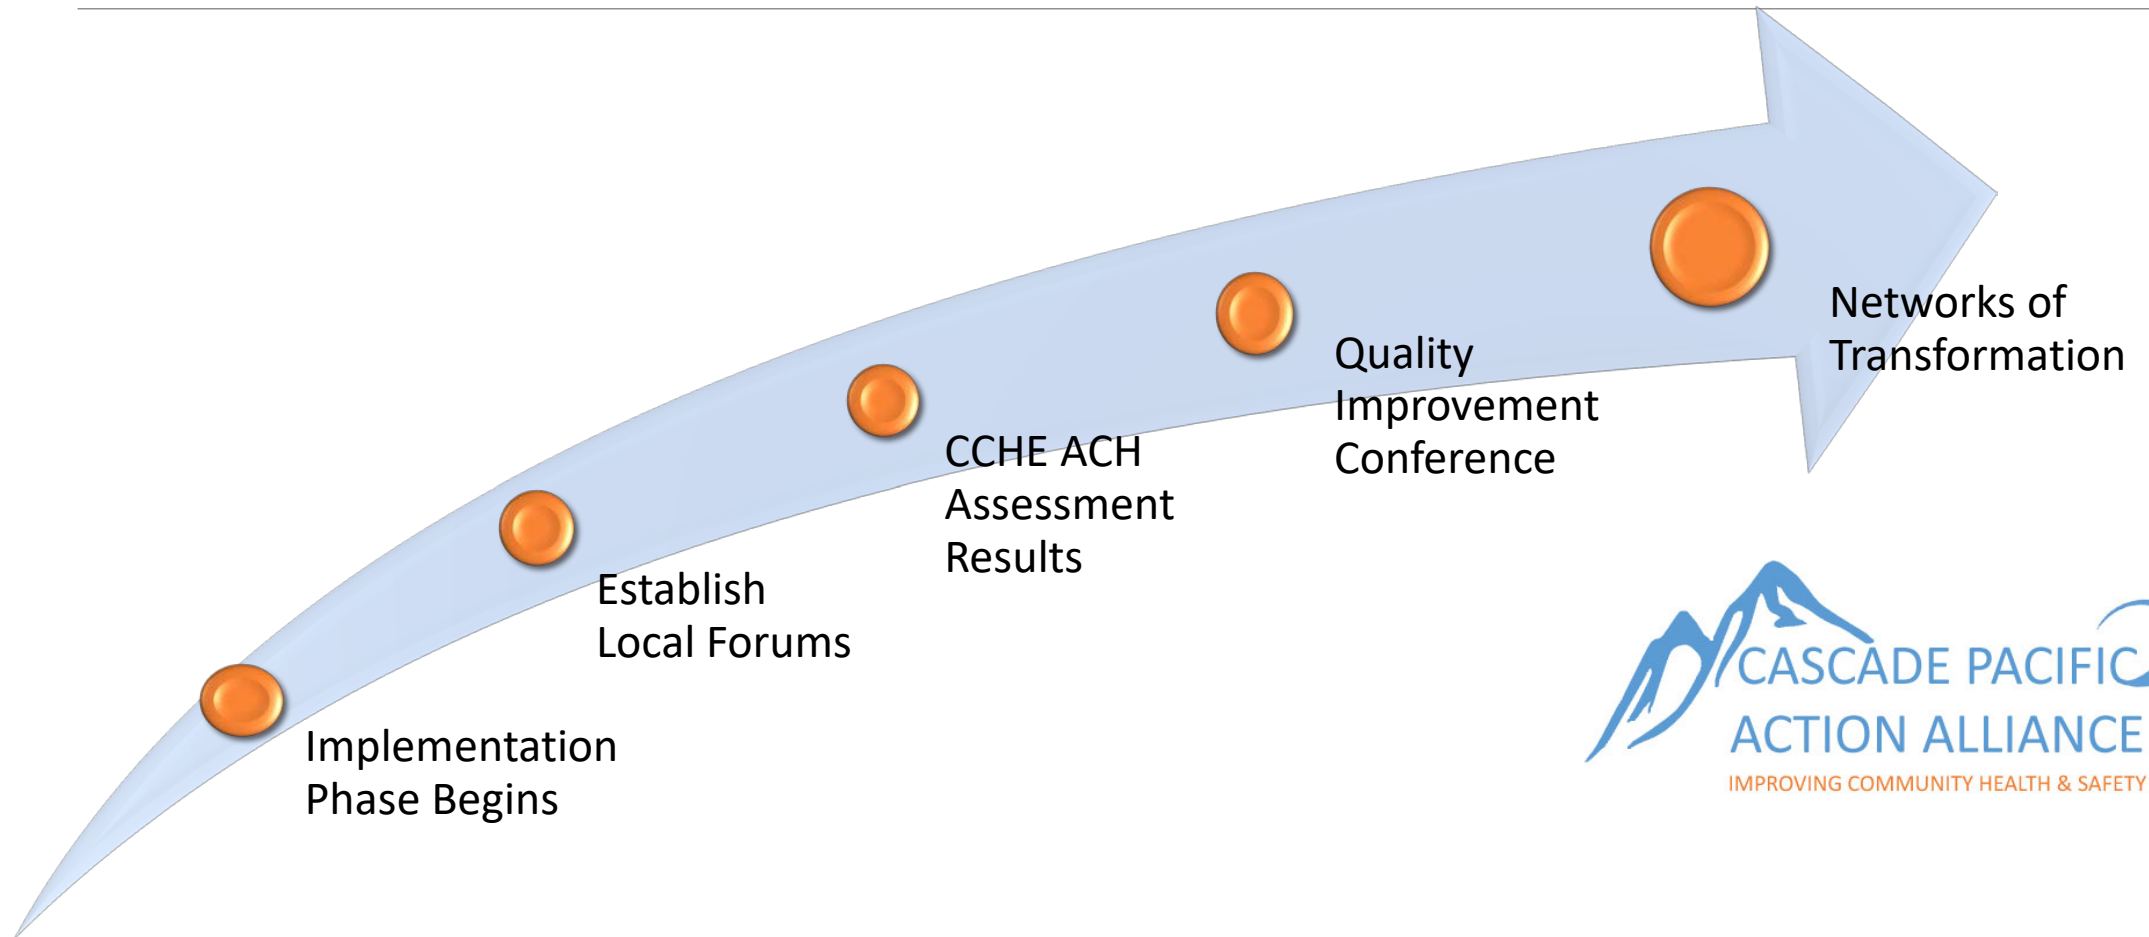 Implementation
Phase Begins
Establish
Local Forums
CCHE ACH
Assessment
Results
Quality
Improvement
Conference
Networks of
Transformation
CASCADE PACIFIC
ACTION ALLIANCE
IMPROVING COMMUNITY HEALTH & SAFETY